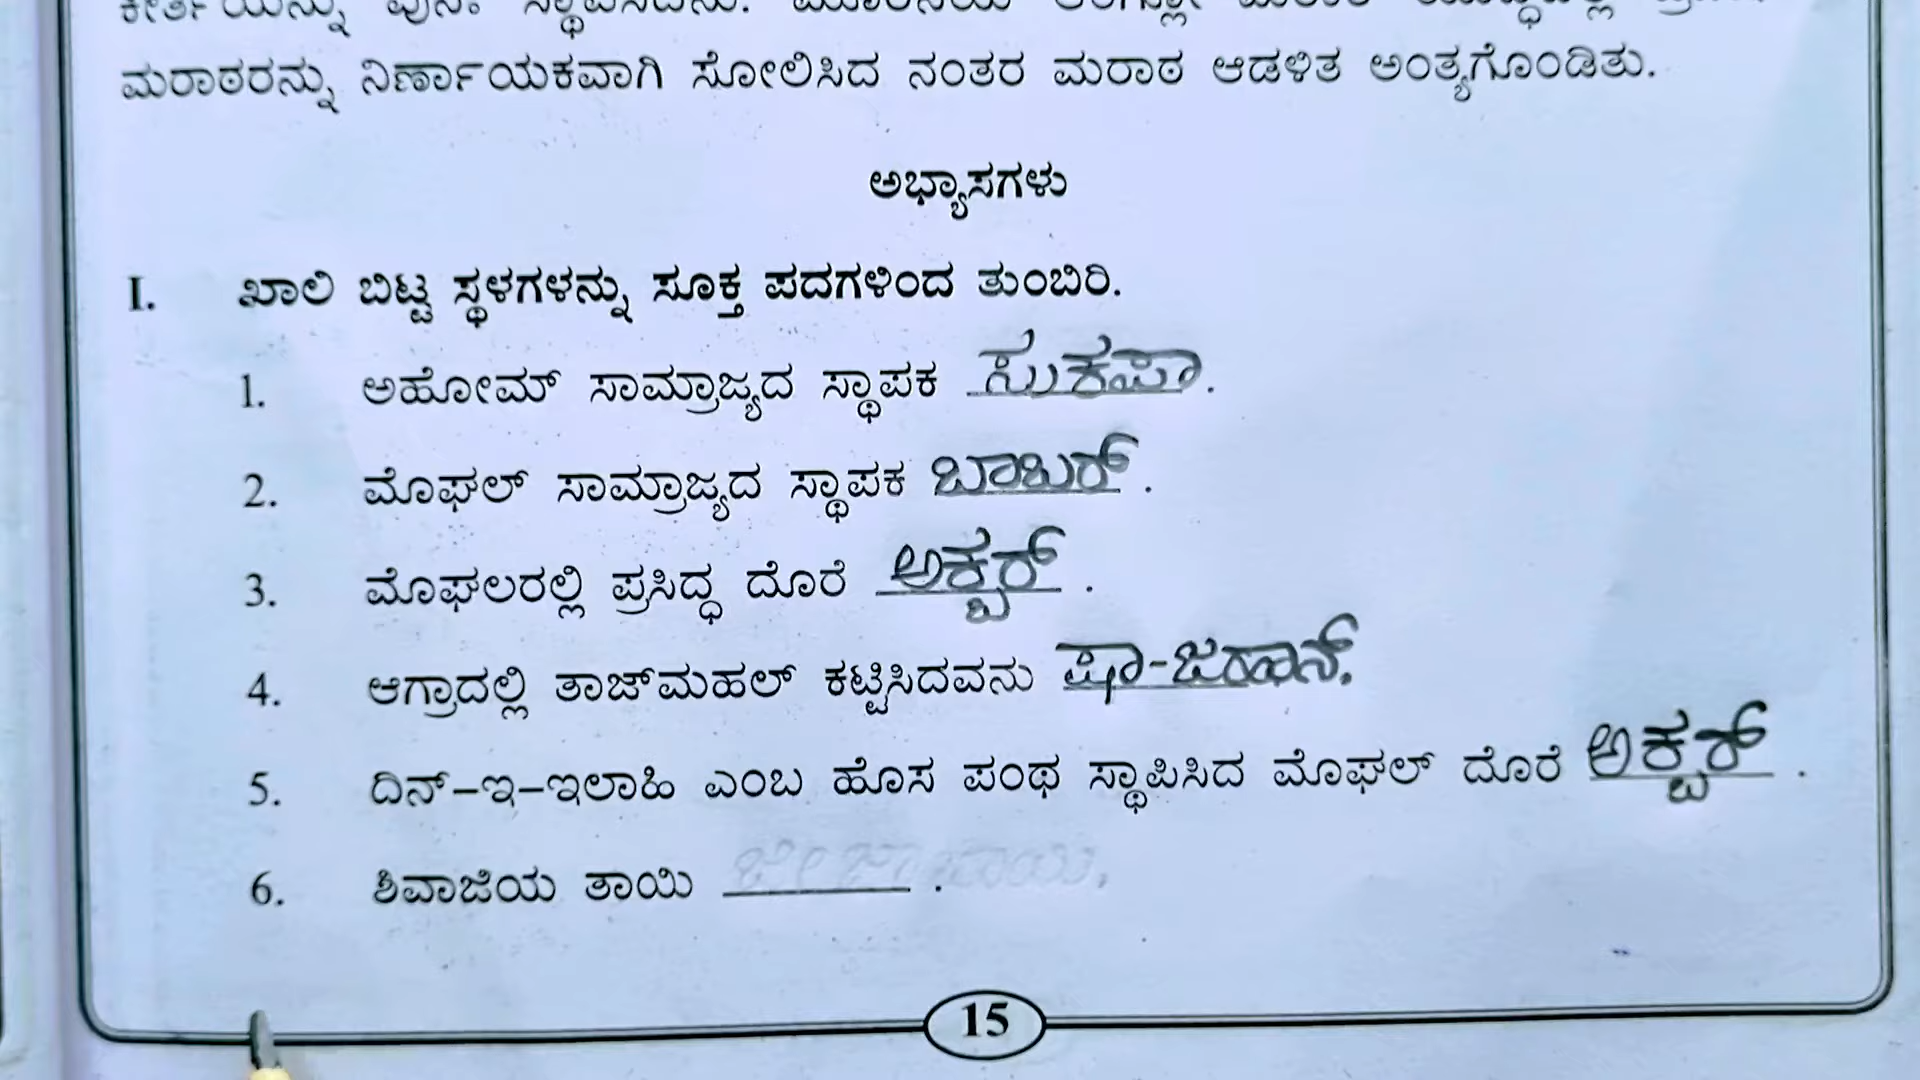 ಮರಾಠರನ್ನು ನಿರ್ಣಾಯಕವಾಗಿ ಸೋಲಿಸಿದ ನಂತರ ಮರಾಠ ಆಡಳಿತ ಅಂತ್ಯಗೊಂಡಿತು.
ಅಭ್ಯಾಸಗಳು
I. ಖಾಲಿ ಬಿಟ್ಟ ಸ್ಥಳಗಳನ್ನು ಸೂಕ್ತ ಪದಗಳಿಂದ ತುಂಬಿರಿ.
1. ಅಹೋಮ್ ಸಾಮ್ರಾಜ್ಯದ ಸ್ಥಾಪಕ ಸುಕಪಾ.
2. ಮೊಘಲ್ ಸಾಮ್ರಾಜ್ಯದ ಸ್ಥಾಪಕ ಬಾಬರ್.
3. ಮೊಘಲರಲ್ಲಿ ಪ್ರಸಿದ್ಧ ದೊರೆ ಅಕ್ಬರ್.
4. ಆಗ್ರಾದಲ್ಲಿ ತಾಜ್‌ಮಹಲ್ ಕಟ್ಟಿಸಿದವನು ಷಾ-ಜಹಾನ್.
5. ದಿನ್-ಇ-ಇಲಾಹಿ ಎಂಬ ಹೊಸ ಪಂಥ ಸ್ಥಾಪಿಸಿದ ಮೊಘಲ್ ದೊರೆ ಅಕ್ಬರ್.
6. ಶಿವಾಜಿಯ ತಾಯಿ ________.
15